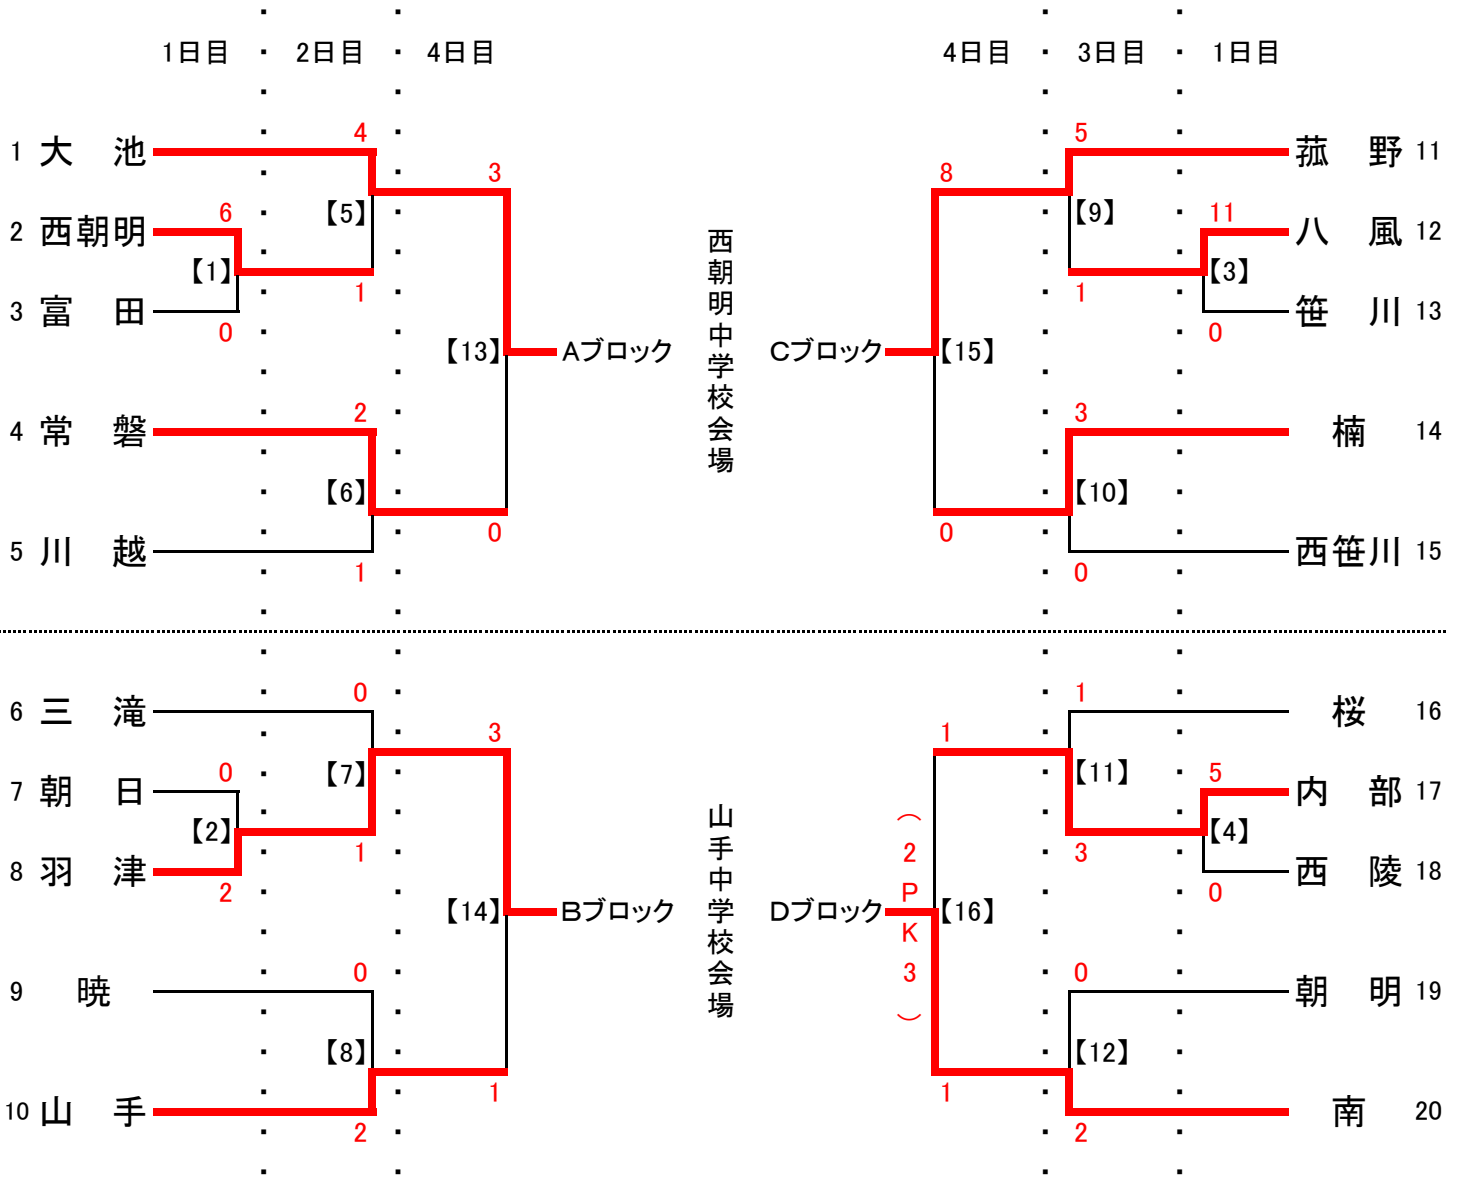 1日目 2日目 4日目 4日目 3日目 1日目
4 5
1 大 池 菰 野 11
3 8
6 【5】 【9】 11
2 西朝明 八 風 12
【1】 【3】
1 1
3 富 田 笹 川 13
0 0
西朝明中学校会場
【13】 Aブロック Cブロック 【15】
2 3
4 常 磐 楠 14
【6】 【10】
0 0
5 川 越 西笹川 15
1 0
0 1
6 三 滝 桜 16
3 1
0 【7】 【11】 5
7 朝 日 内 部 17
【2】 【4】
1 3
8 羽 津 西 陵 18
2 0
山手中学校会場
(2PK3)
【14】 Bブロック Dブロック 【16】
0 0
9 暁 朝 明 19
【8】 【12】
1 1
10 山 手 南 20
2 2